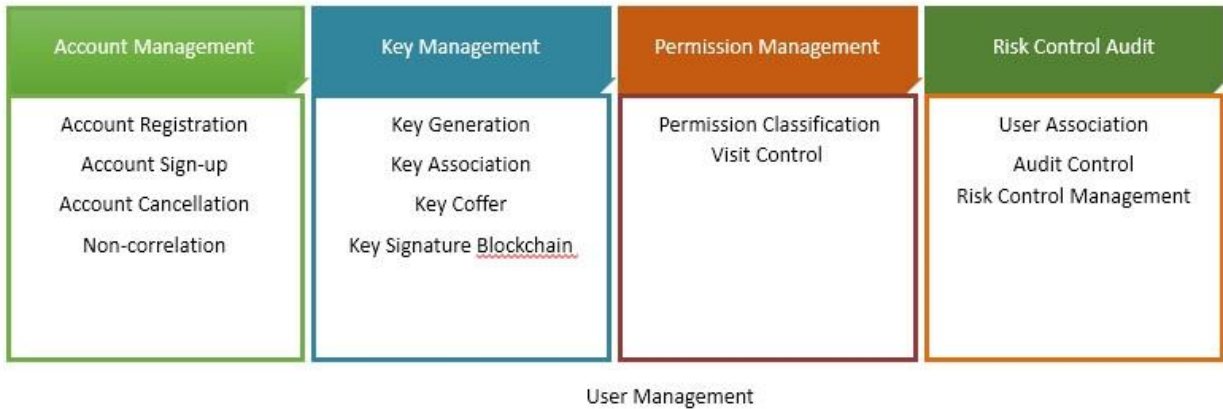 Account Management
Account Registration
Account Sign-up
Account Cancellation
Non-correlation
Key Management
Key Generation
Key Association
Key Coffer
Key Signature Blockchain
Permission Management
Permission Classification
Visit Control
Risk Control Audit
User Association
Audit Control
Risk Control Management
User Management